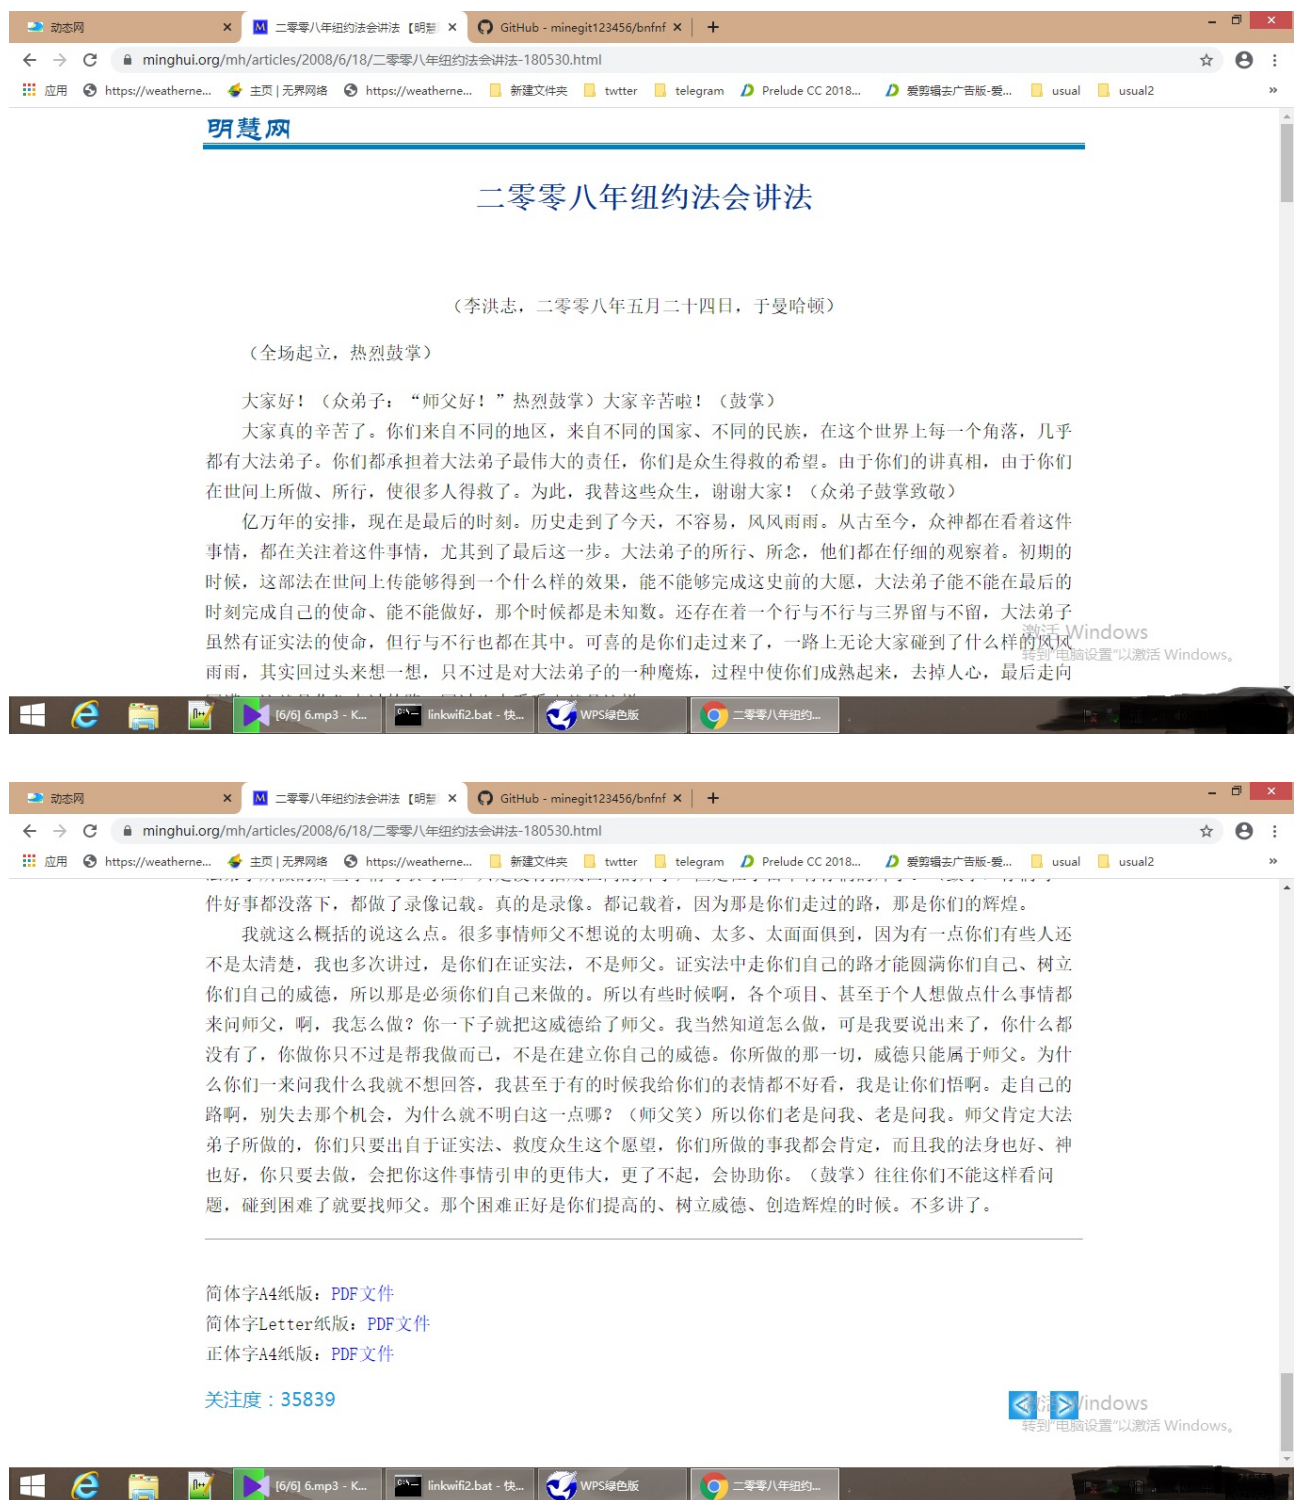 动态网
二零零八年纽约法会讲法 【明慧
GitHub - minegit123456/bnfnf
minghui.org/mh/articles/2008/6/18/二零零八年纽约法会讲法-180530.html
应用 https://weatherne... 主页 | 无界网络 https://weatherne... 新建文件夹 twtter telegram Prelude CC 2018... 爱剪辑去广告版-爱... usual usual2 »
明慧网
二零零八年纽约法会讲法
（李洪志，二零零八年五月二十四日，于曼哈顿）
（全场起立，热烈鼓掌）
大家好！（众弟子：“师父好！”热烈鼓掌）大家辛苦啦！（鼓掌）
大家真的辛苦了。你们来自不同的地区，来自不同的国家、不同的民族，在这个世界上每一个角落，几乎
都有大法弟子。你们都承担着大法弟子最伟大的责任，你们是众生得救的希望。由于你们的讲真相，由于你们
在世间上所做、所行，使很多人得救了。为此，我替这些众生，谢谢大家！（众弟子鼓掌致敬）
亿万年的安排，现在是最后的时刻。历史走到了今天，不容易，风风雨雨。从古至今，众神都在看着这件
事情，都在关注着这件事情，尤其到了最后这一步。大法弟子的所行、所念，他们都在仔细的观察着。初期的
时候，这部法在世间上传能够得到一个什么样的效果，能不能够完成这史前的大愿，大法弟子能不能在最后的
时刻完成自己的使命、能不能做好，那个时候都是未知数。还存在着一个行与不行与三界留与不留，大法弟子
虽然有证实法的使命，但行与不行也都在其中。可喜的是你们走过来了，一路上无论大家碰到了什么样的风风
雨雨，其实回过头来想一想，只不过是对大法弟子的一种魔炼，过程中使你们成熟起来，去掉人心，最后走向
激活 Windows
转到“电脑设置”以激活 Windows。
[6/6] 6.mp3 - K... linkwifi2.bat - 快... WPS绿色版 二零零八年纽约...
动态网
二零零八年纽约法会讲法 【明慧
GitHub - minegit123456/bnfnf
minghui.org/mh/articles/2008/6/18/二零零八年纽约法会讲法-180530.html
应用 https://weatherne... 主页 | 无界网络 https://weatherne... 新建文件夹 twtter telegram Prelude CC 2018... 爱剪辑去广告版-爱... usual usual2 »
件好事都没落下，都做了录像记载。真的是录像。都记载着，因为那是你们走过的路，那是你们的辉煌。
我就这么概括的说这么点。很多事情师父不想说的太明确、太多、太面面俱到，因为有一点你们有些人还
不是太清楚，我也多次讲过，是你们在证实法，不是师父。证实法中走你们自己的路才能圆满你们自己、树立
你们自己的威德，所以那是必须你们自己来做的。所以有些时候啊，各个项目、甚至于个人想做点什么事情都
来问师父，啊，我怎么做？你一下子就把这威德给了师父。我当然知道怎么做，可是我要说出来了，你什么都
没有了，你做你只不过是帮我做而已，不是在建立你自己的威德。你所做的那一切，威德只能属于师父。为什
么你们一来问我什么我就不想回答，我甚至于有的时候我给你们的表情都不好看，我是让你们悟啊。走自己的
路啊，别失去那个机会，为什么就不明白这一点哪？（师父笑）所以你们老是问我、老是问我。师父肯定大法
弟子所做的，你们只要出自于证实法、救度众生这个愿望，你们所做的事我都会肯定，而且我的法身也好、神
也好，你只要去做，会把你这件事情引申的更伟大，更了不起，会协助你。（鼓掌）往往你们不能这样看问
题，碰到困难了就要找师父。那个困难正好是你们提高的、树立威德、创造辉煌的时候。不多讲了。
简体字A4纸版：PDF文件
简体字Letter纸版：PDF文件
正体字A4纸版：PDF文件
关注度：35839
激活 Windows
转到“电脑设置”以激活 Windows。
[6/6] 6.mp3 - K... linkwifi2.bat - 快... WPS绿色版 二零零八年纽约...